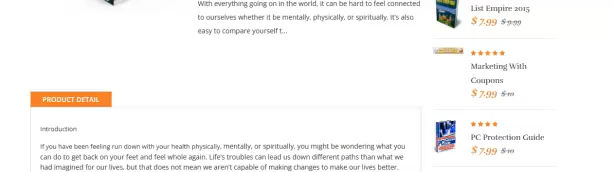 With everything going on in the world, it can be hard to feel connected
to ourselves whether it be mentally, physically, or spiritually. It's also
easy to compare yourself t...
PRODUCT DETAIL
Introduction
If you have been feeling run down with your health physically, mentally, or spiritually, you might be wondering what you
can do to get back on your feet and feel whole again. Life's troubles can lead us down different paths than what we
had imagined for our lives, but that does not mean we aren't capable of making changes to make our lives better.
List Empire 2015
$ 7.99 $ 9.99
Marketing With
Coupons
$ 7.99 $ 10
PC Protection Guide
$ 7.99 $ 10